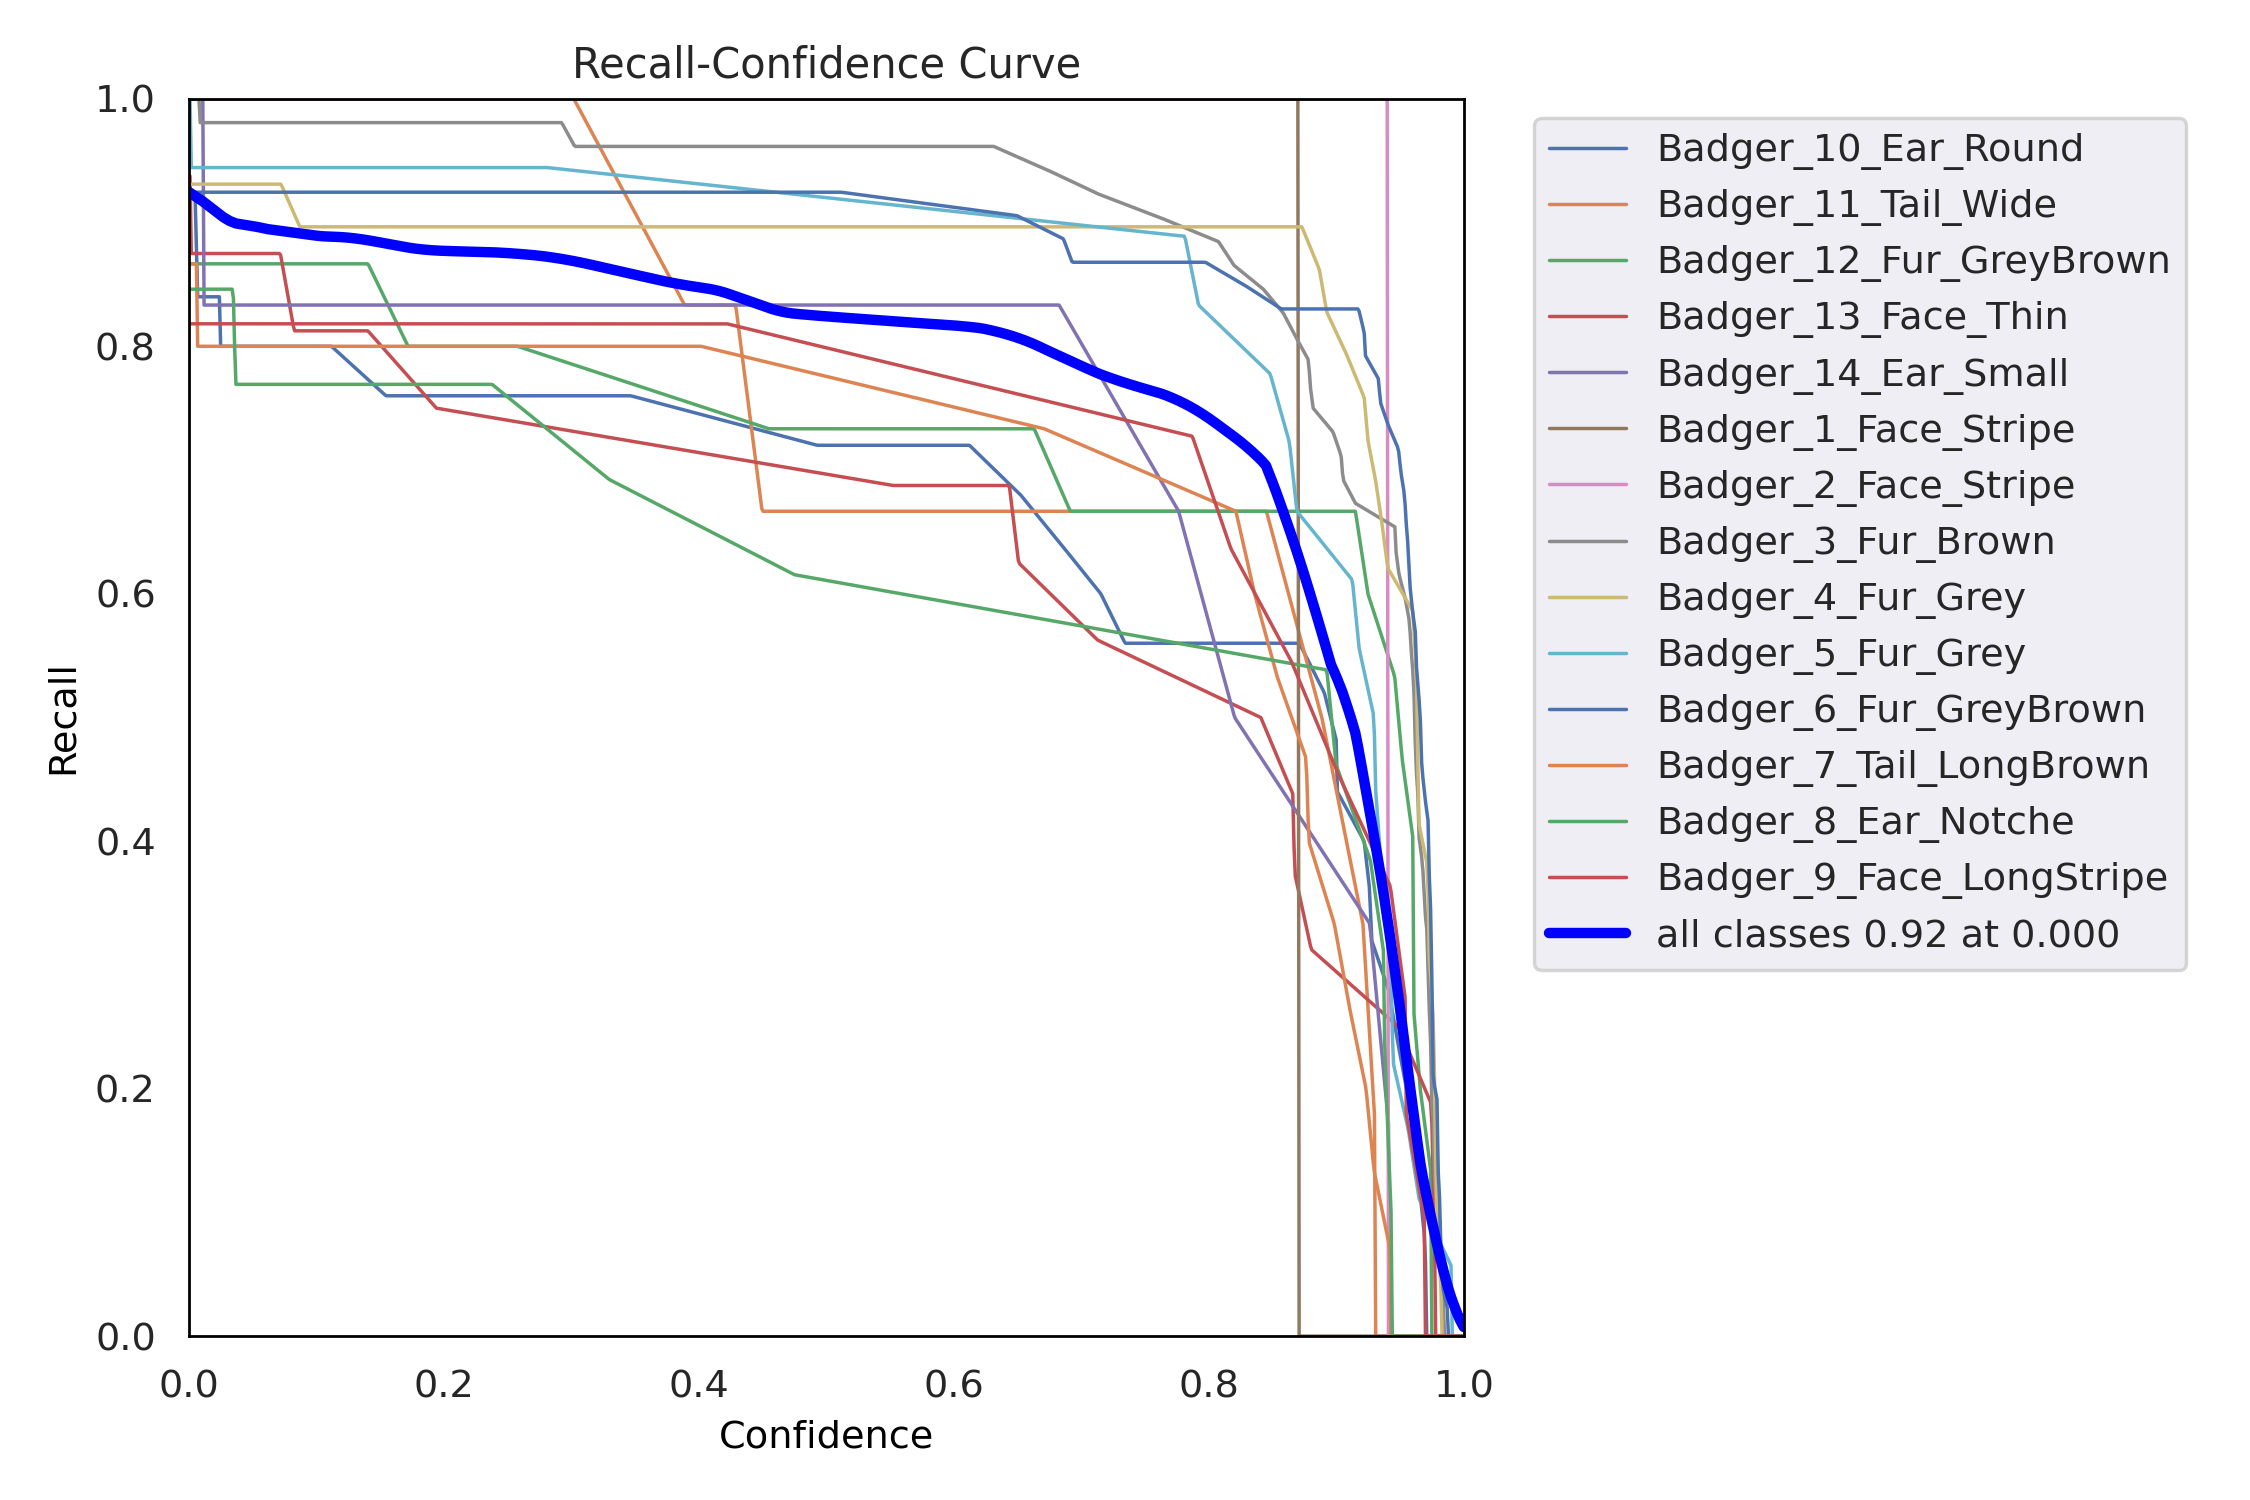 Recall-Confidence Curve
1.0
0.8
0.6
0.4
0.2
0.0
Recall
0.0 0.2 0.4 0.6 0.8 1.0
Confidence
Badger_10_Ear_Round
Badger_11_Tail_Wide
Badger_12_Fur_GreyBrown
Badger_13_Face_Thin
Badger_14_Ear_Small
Badger_1_Face_Stripe
Badger_2_Face_Stripe
Badger_3_Fur_Brown
Badger_4_Fur_Grey
Badger_5_Fur_Grey
Badger_6_Fur_GreyBrown
Badger_7_Tail_LongBrown
Badger_8_Ear_Notche
Badger_9_Face_LongStripe
all classes 0.92 at 0.000